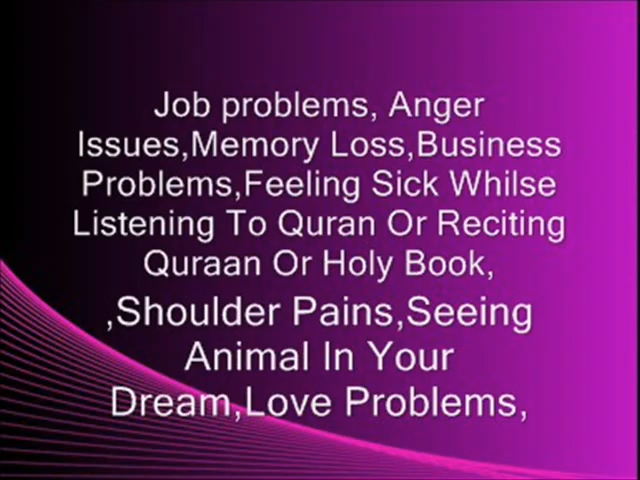 Job problems, Anger
Issues,Memory Loss,Business
Problems,Feeling Sick Whilse
Listening To Quran Or Reciting
Quraan Or Holy Book,
,Shoulder Pains,Seeing
Animal In Your
Dream,Love Problems,